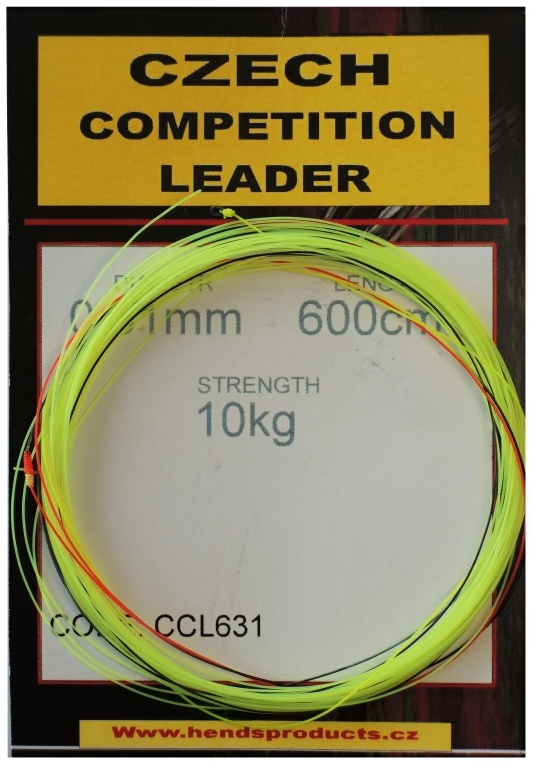 CZECH
COMPETITION
LEADER
600cm
STRENGTH
10kg
CCL631
Www.hendsproducts.cz